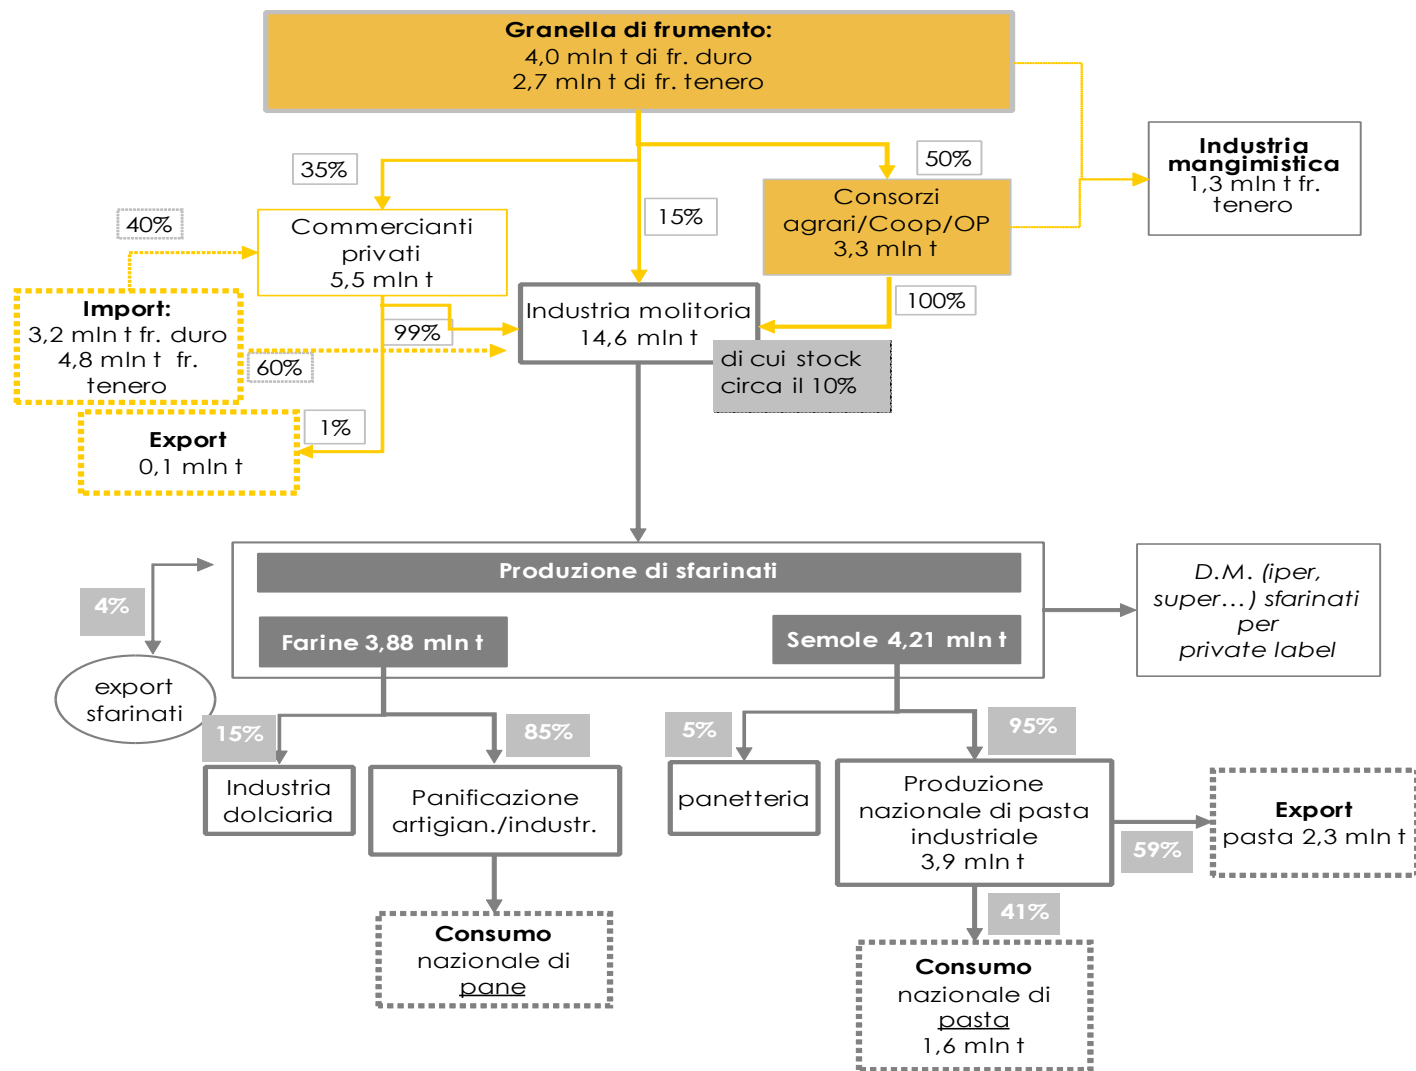 Granella di frumento:
4,0 mln t di fr. duro
2,7 mln t di fr. tenero
35%
50%
15%
Industria
mangimistica
1,3 mln t fr.
tenero
40%
Commercianti
privati
5,5 mln t
Consorzi
agrari/Coop/OP
3,3 mln t
Import:
3,2 mln t fr. duro
4,8 mln t fr.
tenero
99%
60%
Industria molitoria
14,6 mln t
100%
di cui stock
circa il 10%
Export
0,1 mln t
1%
Produzione di sfarinati
4%
Farine 3,88 mln t
Semole 4,21 mln t
D.M. (iper,
super...) sfarinati
per
private label
export
sfarinati
15%
85%
5%
95%
Industria
dolciaria
Panificazione
artigian./industr.
panetteria
Produzione
nazionale di pasta
industriale
3,9 mln t
59%
Export
pasta 2,3 mln t
41%
Consumo
nazionale di
pane
Consumo
nazionale di
pasta
1,6 mln t